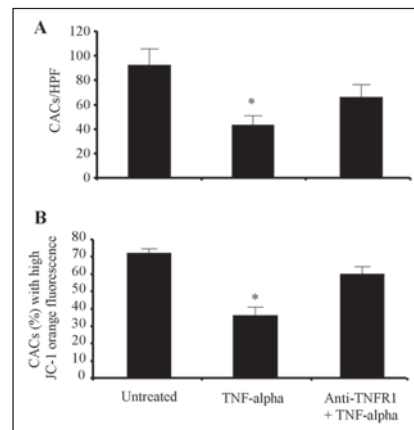 A
120
100
80
60
40
20
0
CACs/HPF
*
B
80
70
60
50
40
30
20
10
0
CACs (%) with high
JC-1 orange fluorescence
*
Untreated
TNF-alpha
Anti-TNFR1
+ TNF-alpha